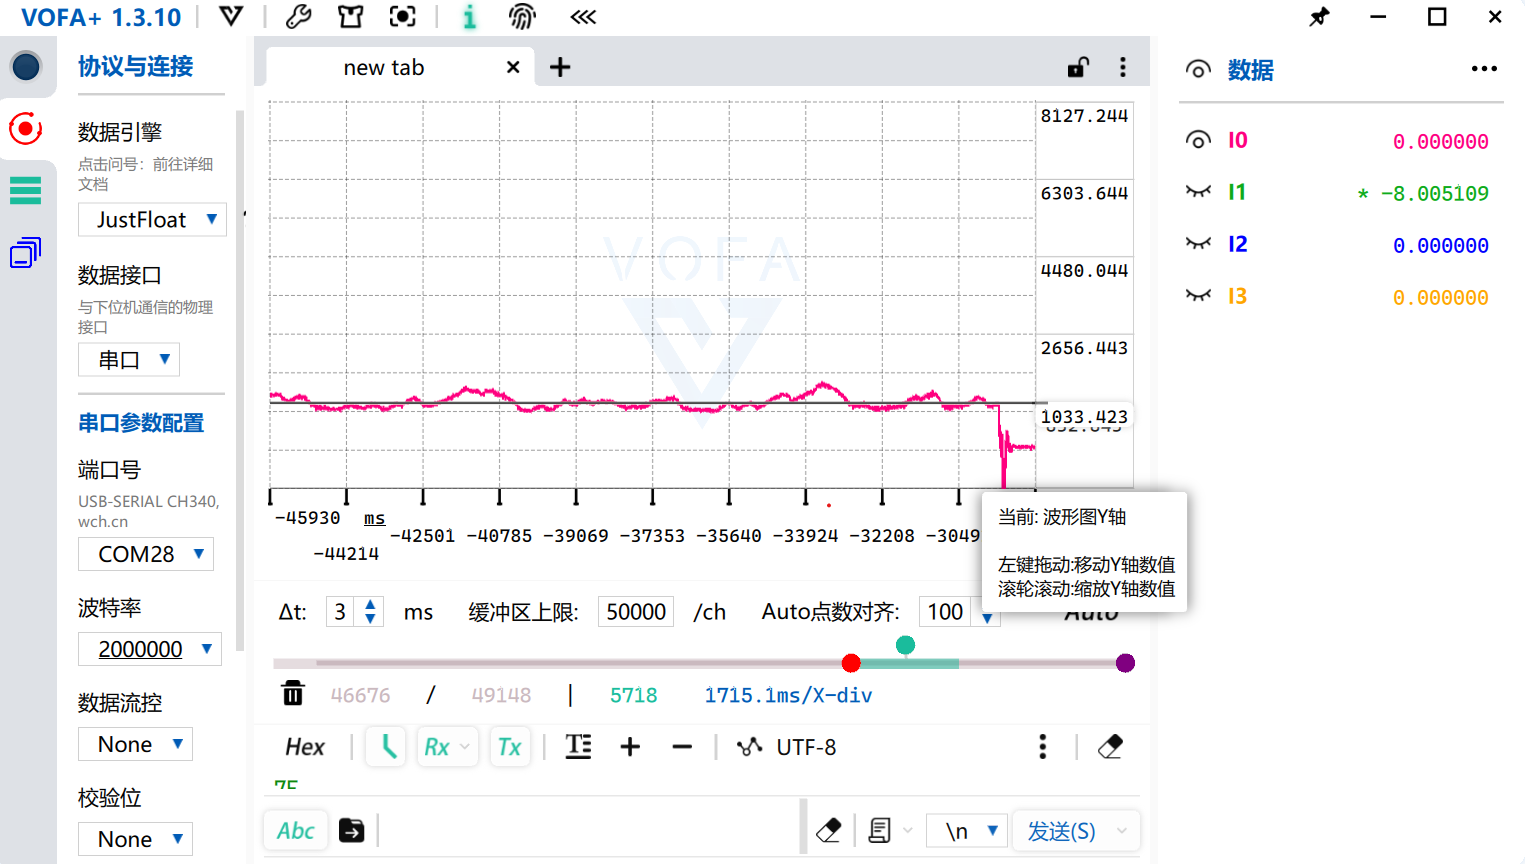 VOFA+ 1.3.10
协议与连接
数据引擎
点击问号：前往详细
文档
JustFloat
数据接口
与下位机通信的物理
接口
串口
串口参数配置
端口号
USB-SERIAL CH340,
wch.cn
COM28
波特率
2000000
数据流控
None
校验位
None
new tab
VOFA
8127.244
6303.644
4480.044
2656.443
1033.423
-45930 ms
-44214
-42501 -40785 -39069 -37353 -35640 -33924 -32208 -3049
当前: 波形图Y轴
左键拖动:移动Y轴数值
滚轮滚动:缩放Y轴数值
Δt: 3 ms 缓冲区上限: 50000 /ch Auto点数对齐: 100 Auto
46676 / 49148 | 5718 1715.1ms/X-div
Hex Rx Tx UTF-8
Abc \n 发送(S)
数据
I0 0.000000
I1 * -8.005109
I2 0.000000
I3 0.000000